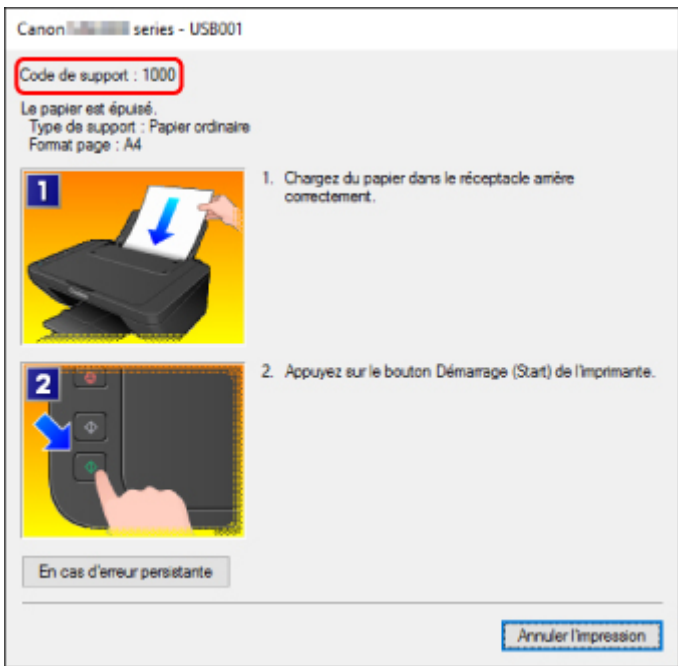 Canon series - USB001
Code de support : 1000
Le papier est épuisé.
Type de support : Papier ordinaire
Format page : A4
1
1. Chargez du papier dans le réceptacle arrière
correctement.
2
2. Appuyez sur le bouton Démarrage (Start) de l'imprimante.
En cas d'erreur persistante
Annuler l'impression